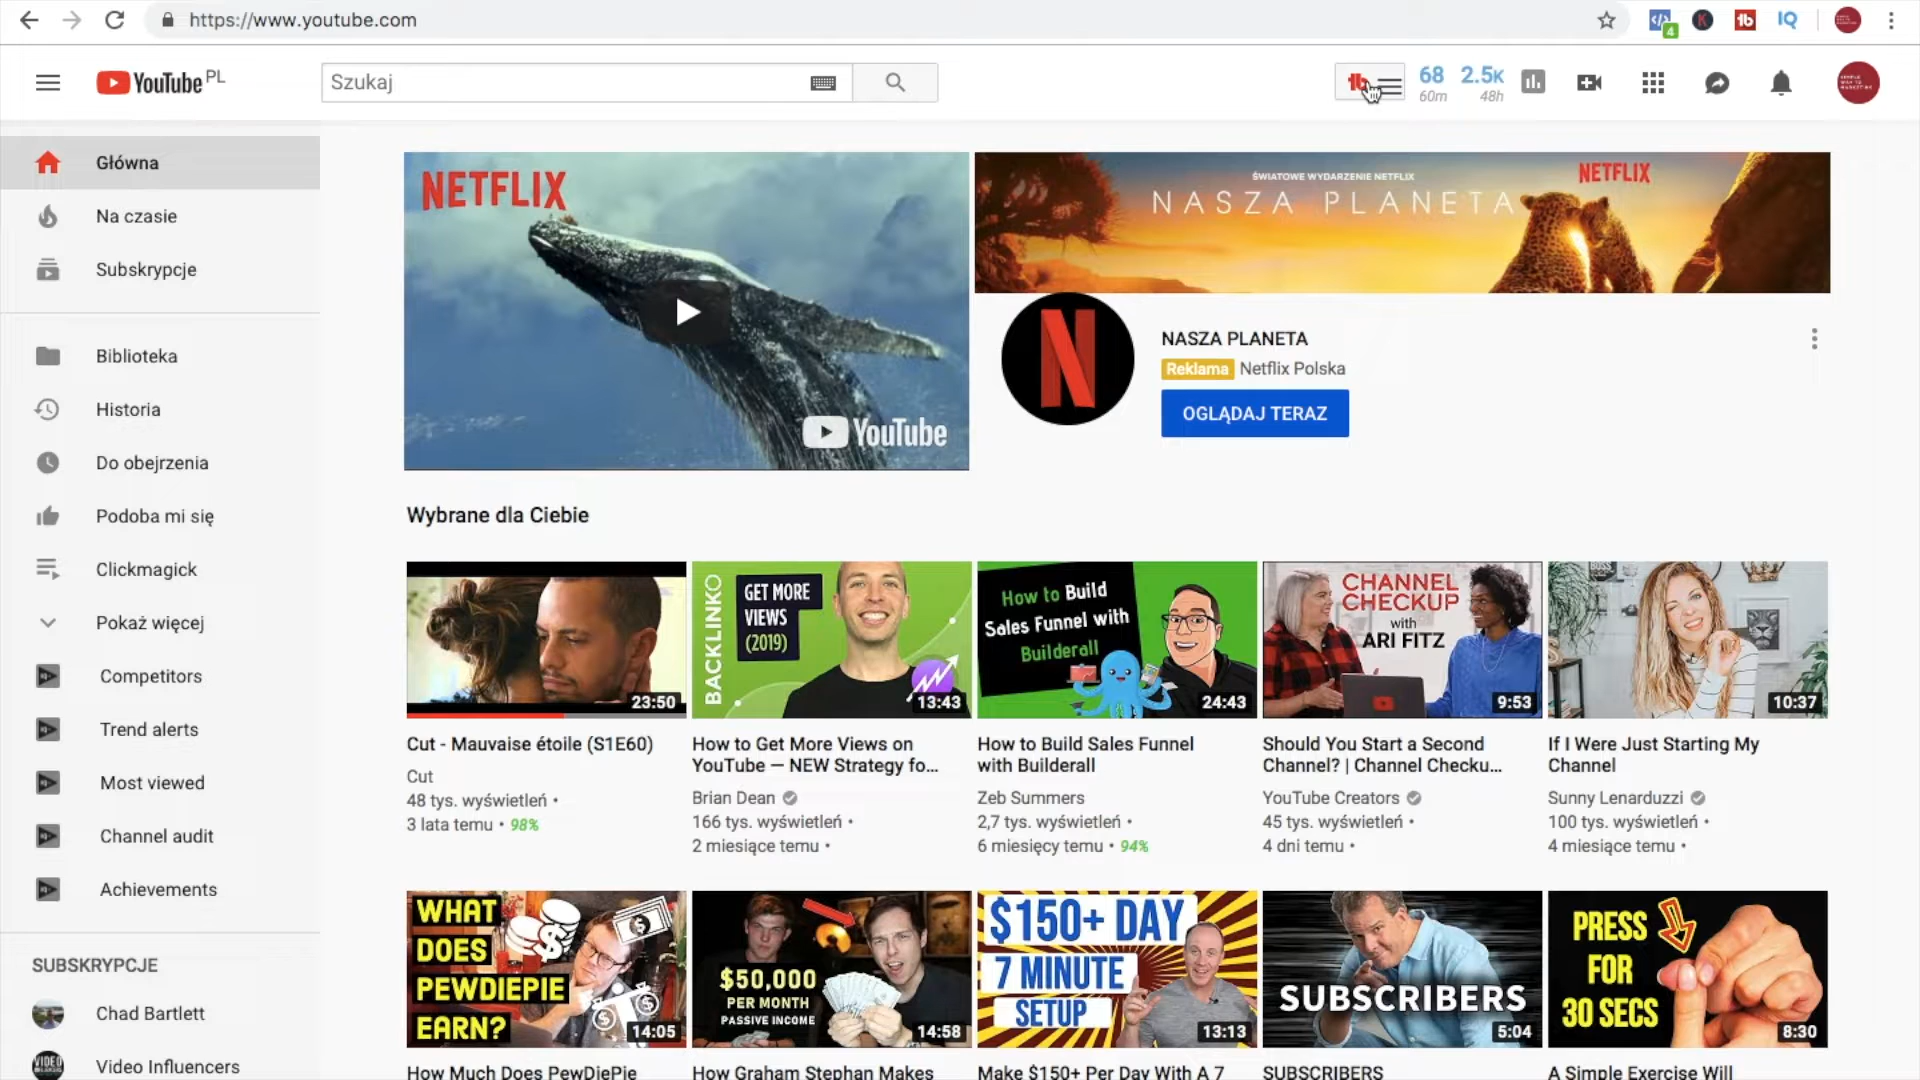 https://www.youtube.com
4
K
tb
IQ
YouTube PL
Szukaj
68
60m
2.5K
48h
Główna
Na czasie
Subskrypcje
Biblioteka
Historia
Do obejrzenia
Podoba mi się
Clickmagick
Pokaż więcej
Competitors
Trend alerts
Most viewed
Channel audit
Achievements
SUBSKRYPCJE
Chad Bartlett
Video Influencers
NETFLIX
YouTube
ŚWIATOWE WYDARZENIE NETFLIX
NASZA PLANETA
NETFLIX
N
NASZA PLANETA
Reklama Netflix Polska
OGLĄDAJ TERAZ
Wybrane dla Ciebie
23:50
Cut - Mauvaise étoile (S1E60)
Cut
48 tys. wyświetleń •
3 lata temu • 98%
BACKLINKO
GET MORE
VIEWS
(2019)
13:43
How to Get More Views on
YouTube — NEW Strategy fo...
Brian Dean
166 tys. wyświetleń •
2 miesiące temu •
How to Build
Sales Funnel with
Builderall
24:43
How to Build Sales Funnel
with Builderall
Zeb Summers
2,7 tys. wyświetleń •
6 miesięcy temu • 94%
CHANNEL
CHECKUP
with
ARI FITZ
9:53
Should You Start a Second
Channel? | Channel Checku...
YouTube Creators
45 tys. wyświetleń •
4 dni temu •
BOSS
10:37
If I Were Just Starting My
Channel
Sunny Lenarduzzi
100 tys. wyświetleń •
4 miesiące temu •
WHAT
DOES
PEWDIEPIE
EARN?
14:05
How Much Does PewDiePie
$50,000
PER MONTH
PASSIVE INCOME
14:58
How Graham Stephan Makes
$150+ DAY
7 MINUTE
SETUP
13:13
Make $150+ Per Day With A 7
SUBSCRIBERS
5:04
SUBSCRIBERS
PRESS
FOR
30 SECS
8:30
A Simple Exercise Will